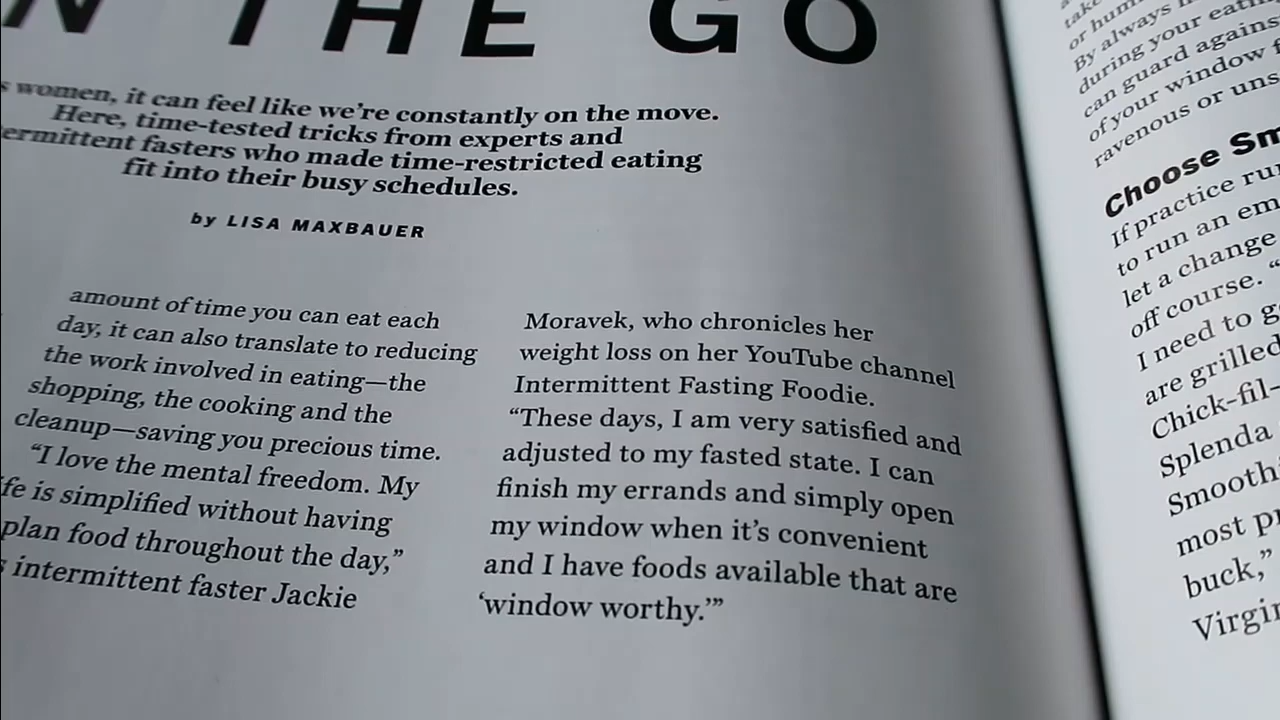 N THE GO
s women, it can feel like we're constantly on the move.
Here, time-tested tricks from experts and
ermittent fasters who made time-restricted eating
fit into their busy schedules.
by LISA MAXBAUER
amount of time you can eat each
day, it can also translate to reducing
the work involved in eating—the
shopping, the cooking and the
cleanup—saving you precious time.
“I love the mental freedom. My
fe is simplified without having
plan food throughout the day,”
s intermittent faster Jackie
Moravek, who chronicles her
weight loss on her YouTube channel
Intermittent Fasting Foodie.
“These days, I am very satisfied and
adjusted to my fasted state. I can
finish my errands and simply open
my window when it’s convenient
and I have foods available that are
‘window worthy.’”
take
or hun
By always
during your eati
can guard against
of your window f
ravenous or uns
Choose Sm
If practice ru
to run an em
let a change
off course. “
I need to g
are grilled
Chick-fil-
Splenda
Smooth
most pr
buck,”
Virgin